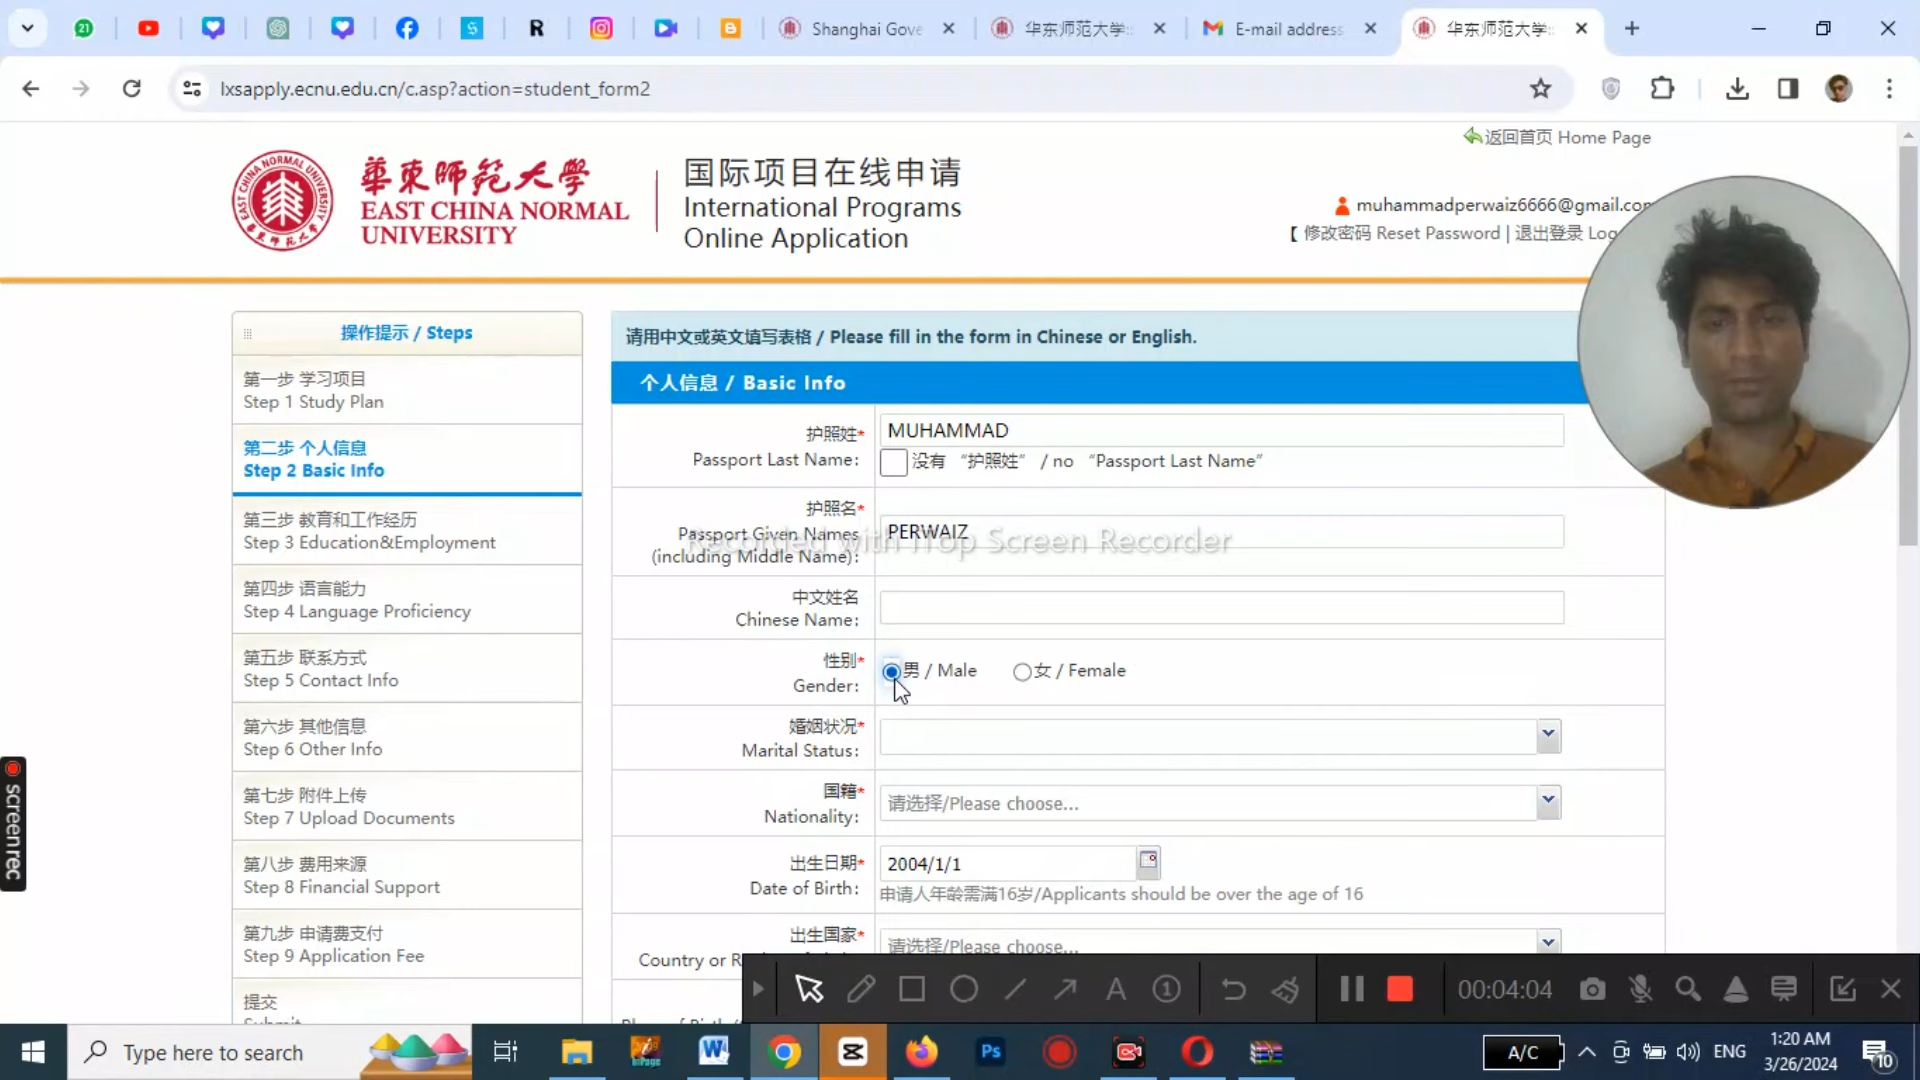 21
Shanghai Gove
华东师范大学::
E-mail address
华东师范大学::
lxsapply.ecnu.edu.cn/c.asp?action=student_form2
返回首页 Home Page
華東師範大學
EAST CHINA NORMAL
UNIVERSITY
国际项目在线申请
International Programs
Online Application
muhammadperwaiz6666@gmail.com
【 修改密码 Reset Password | 退出登录 Log
操作提示 / Steps
第一步 学习项目
Step 1 Study Plan
第二步 个人信息
Step 2 Basic Info
第三步 教育和工作经历
Step 3 Education&Employment
第四步 语言能力
Step 4 Language Proficiency
第五步 联系方式
Step 5 Contact Info
第六步 其他信息
Step 6 Other Info
第七步 附件上传
Step 7 Upload Documents
第八步 费用来源
Step 8 Financial Support
第九步 申请费支付
Step 9 Application Fee
提交
请用中文或英文填写表格 / Please fill in the form in Chinese or English.
个人信息 / Basic Info
护照姓*
Passport Last Name:
MUHAMMAD
没有 “护照姓” / no “Passport Last Name”
护照名*
Passport Given Names
(including Middle Name):
PERWAIZ
Recorded with iTop Screen Recorder
中文姓名
Chinese Name:
性别*
Gender:
男 / Male
女 / Female
婚姻状况*
Marital Status:
国籍*
Nationality:
请选择/Please choose...
出生日期*
Date of Birth:
2004/1/1
申请人年龄需满16岁/Applicants should be over the age of 16
出生国家*
Country or R
请选择/Please choose...
screenrec
00:04:04
Type here to search
A/C
ENG
1:20 AM
3/26/2024
10